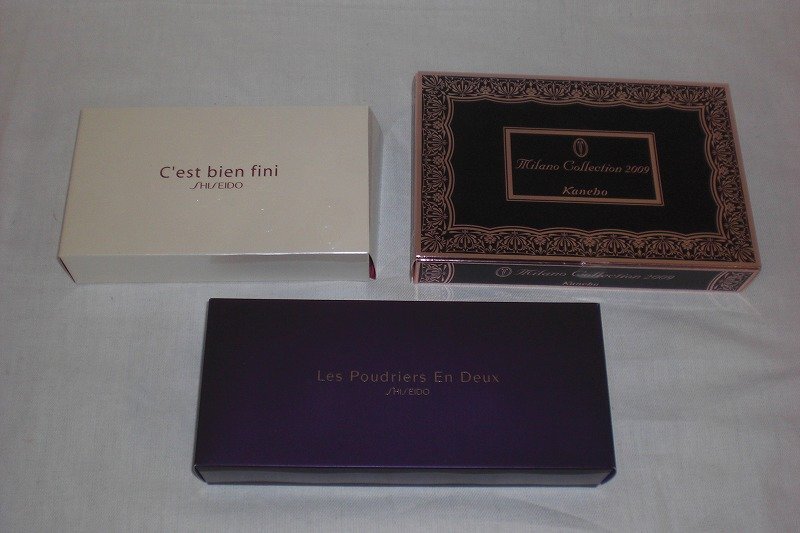 C'est bien fini
SHISEIDO
Milano Collection 2009
Kanebo
Milano Collection 2009
Kanebo
Les Poudriers En Deux
SHISEIDO